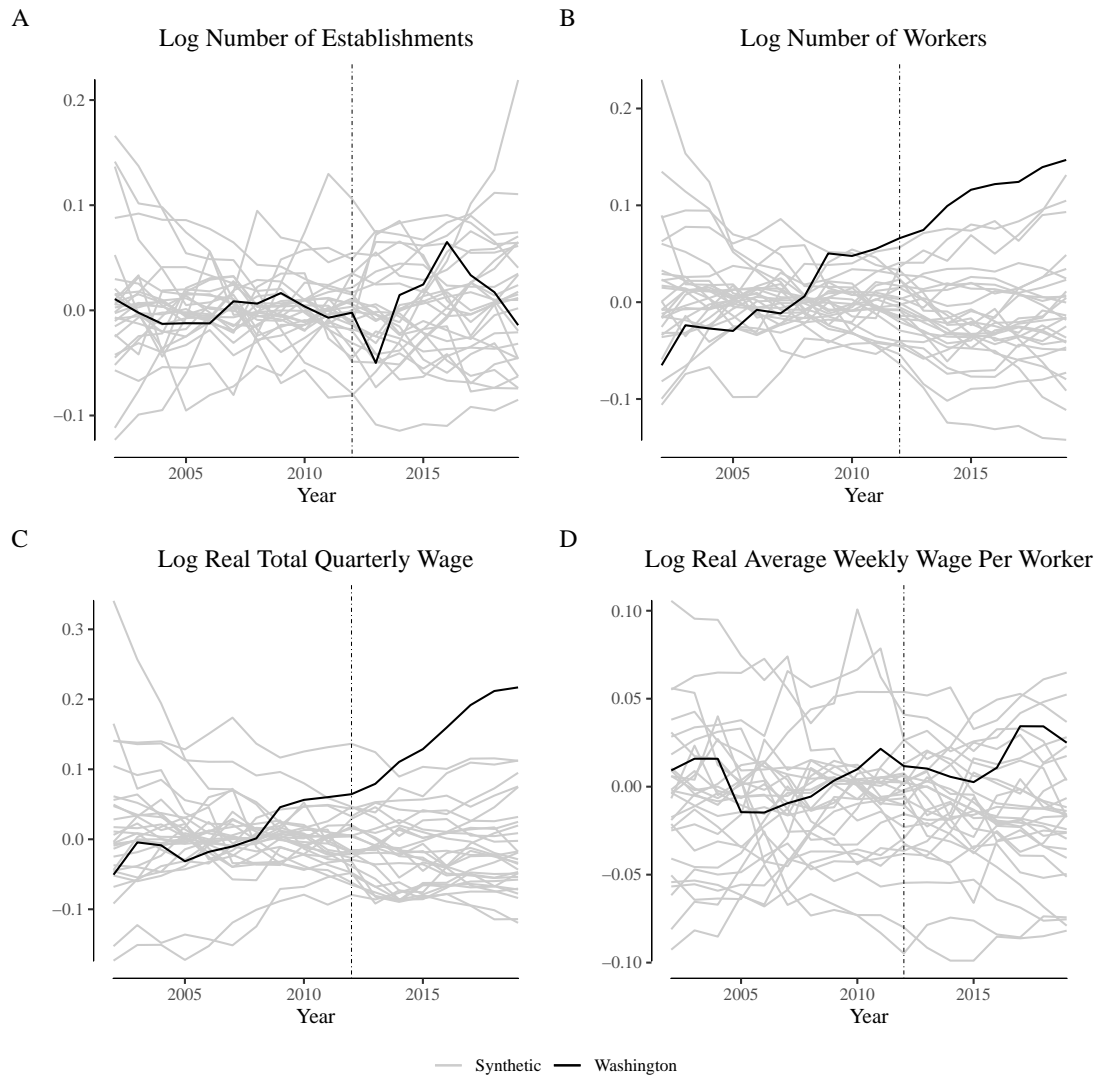 A
Log Number of Establishments
0.2
0.1
0.0
−0.1
2005 2010 2015
Year
B
Log Number of Workers
0.2
0.1
0.0
−0.1
2005 2010 2015
Year
C
Log Real Total Quarterly Wage
0.3
0.2
0.1
0.0
−0.1
2005 2010 2015
Year
D
Log Real Average Weekly Wage Per Worker
0.10
0.05
0.00
−0.05
−0.10
2005 2010 2015
Year
Synthetic Washington